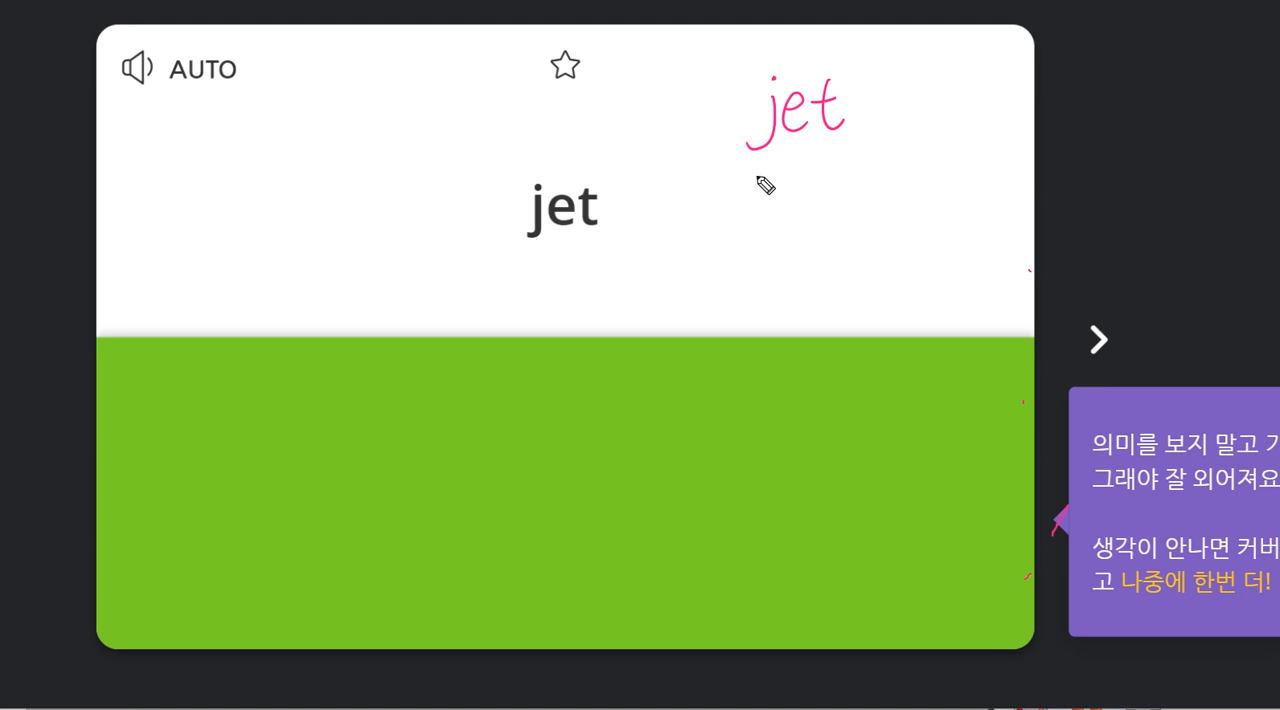 AUTO
jet
jet
의미를 보지 말고
그래야 잘 외어져요
생각이 안나면 커버
고 나중에 한번 더!